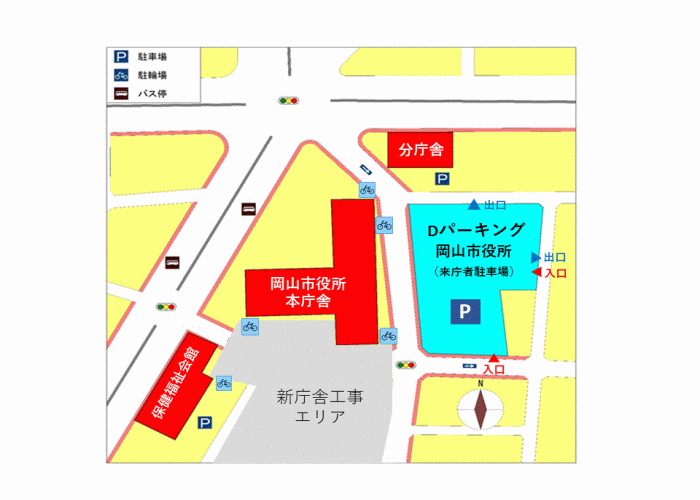 P 駐車場
駐輪場
バス停
分庁舎
P
出口
Dパーキング
岡山市役所
（来庁者駐車場）
出口
入口
P
岡山市役所
本庁舎
入口
保健福祉会館
P
新庁舎工事
エリア
N